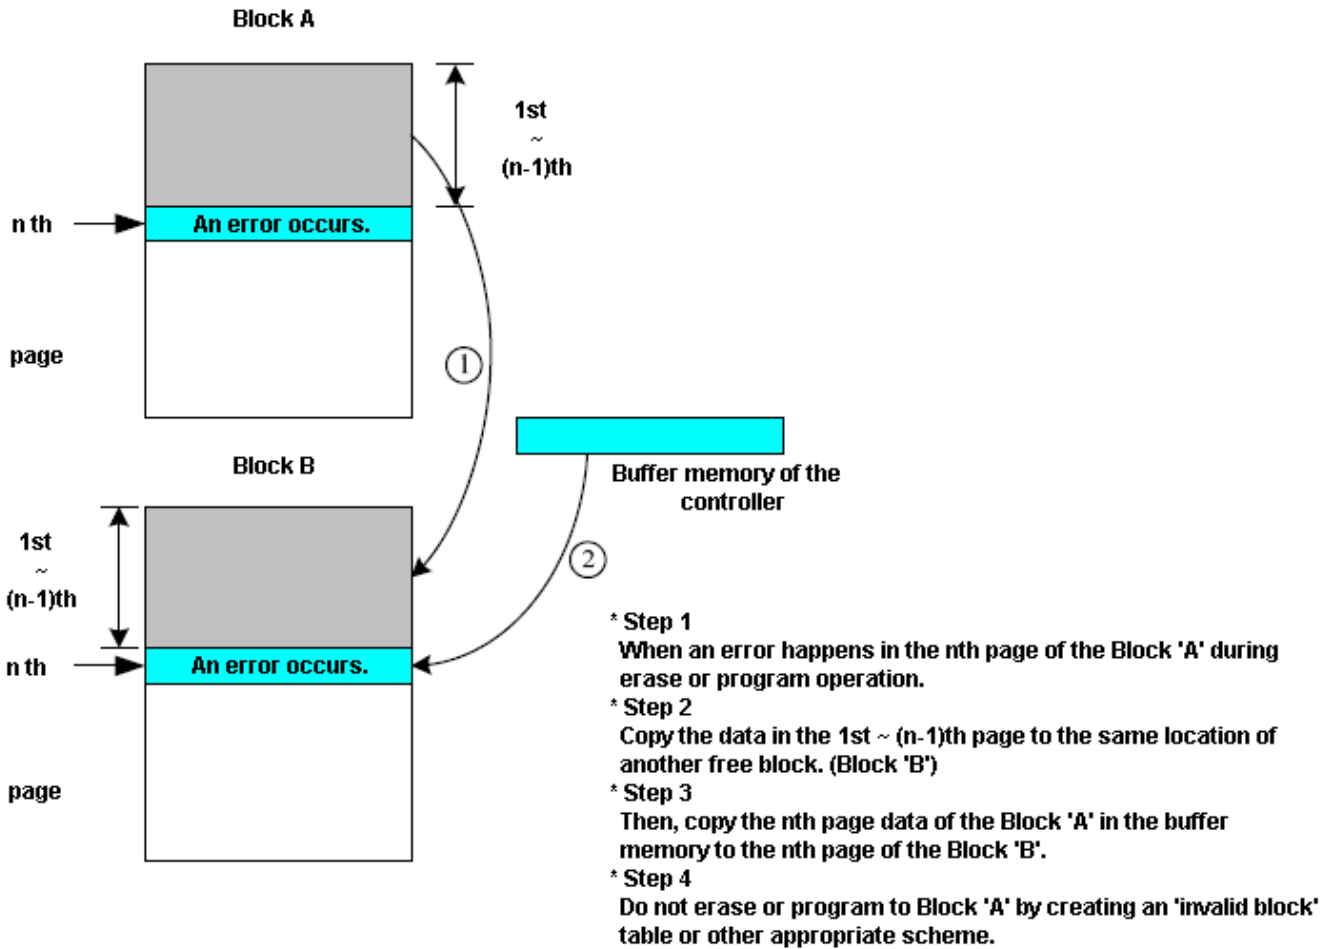 Block A
1st
~
(n-1)th
n th
An error occurs.
page
1
Buffer memory of the
controller
Block B
1st
~
(n-1)th
2
n th
An error occurs.
page
* Step 1
When an error happens in the nth page of the Block 'A' during
erase or program operation.
* Step 2
Copy the data in the 1st ~ (n-1)th page to the same location of
another free block. (Block 'B')
* Step 3
Then, copy the nth page data of the Block 'A' in the buffer
memory to the nth page of the Block 'B'.
* Step 4
Do not erase or program to Block 'A' by creating an 'invalid block'
table or other appropriate scheme.